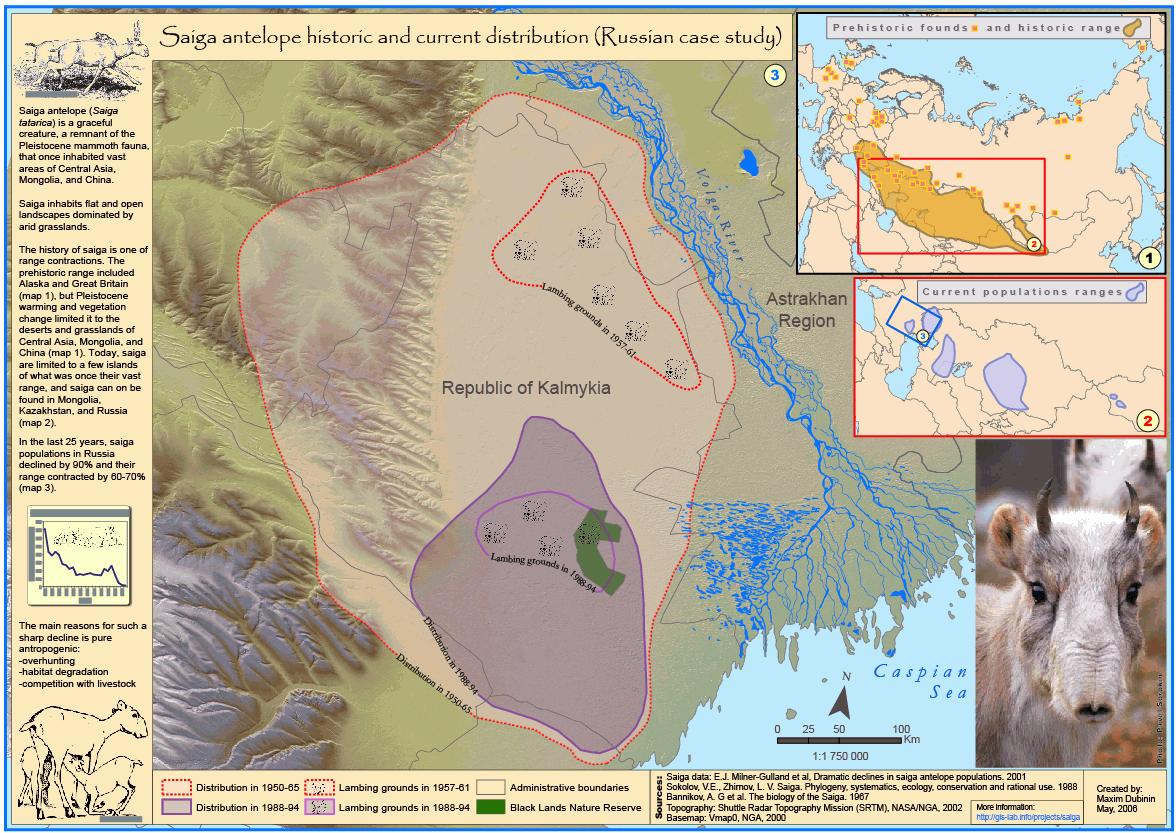 Saiga antelope historic and current distribution (Russian case study)
Saiga antelope (Saiga
tatarica) is a graceful
creature, a remnant of the
Pleistocene mammoth fauna,
that once inhabited vast
areas of Central Asia,
Mongolia, and China.
Saiga inhabits flat and open
landscapes dominated by
arid grasslands.
The history of saiga is one of
range contractions. The
prehistoric range included
Alaska and Great Britain
(map 1), but Pleistocene
warming and vegetation
change limited it to the
deserts and grasslands of
Central Asia, Mongolia, and
China (map 1). Today, saiga
are limited to a few islands
of what was once their vast
range, and saiga can on be
found in Mongolia,
Kazakhstan, and Russia
(map 2).
In the last 25 years, saiga
populations in Russia
declined by 90% and their
range contracted by 60-70%
(map 3).
The main reasons for such a
sharp decline is pure
antropogenic:
-overhunting
-habitat degradation
-competition with livestock
3
Volga River
Lambing grounds in 1957-61
Astrakhan
Region
Republic of Kalmykia
Lambing grounds in 1988-94
Distribution in 1988-94
Distribution in 1950-65
Caspian
Sea
N
0 25 50 100
Km
1:1 750 000
Prehistoric founds and historic range
2
1
Current populations ranges
3
2
Photo: Pavel Sorokin
Distribution in 1950-65
Lambing grounds in 1957-61
Administrative boundaries
Distribution in 1988-94
Lambing grounds in 1988-94
Black Lands Nature Reserve
Sources:
Saiga data: E.J. Milner-Gulland et al, Dramatic declines in saiga antelope populations. 2001
Sokolov, V.E., Zhirnov, L. V. Saiga. Phylogeny, systematics, ecology, conservation and rational use. 1988
Bannikov, A. G et al. The biology of the Saiga. 1967
Topography: Shuttle Radar Topography Mission (SRTM), NASA/NGA, 2002
Basemap: Vmap0, NGA, 2000
More information:
http://gis-lab.info/projects/saiga
Created by:
Maxim Dubinin
May, 2006